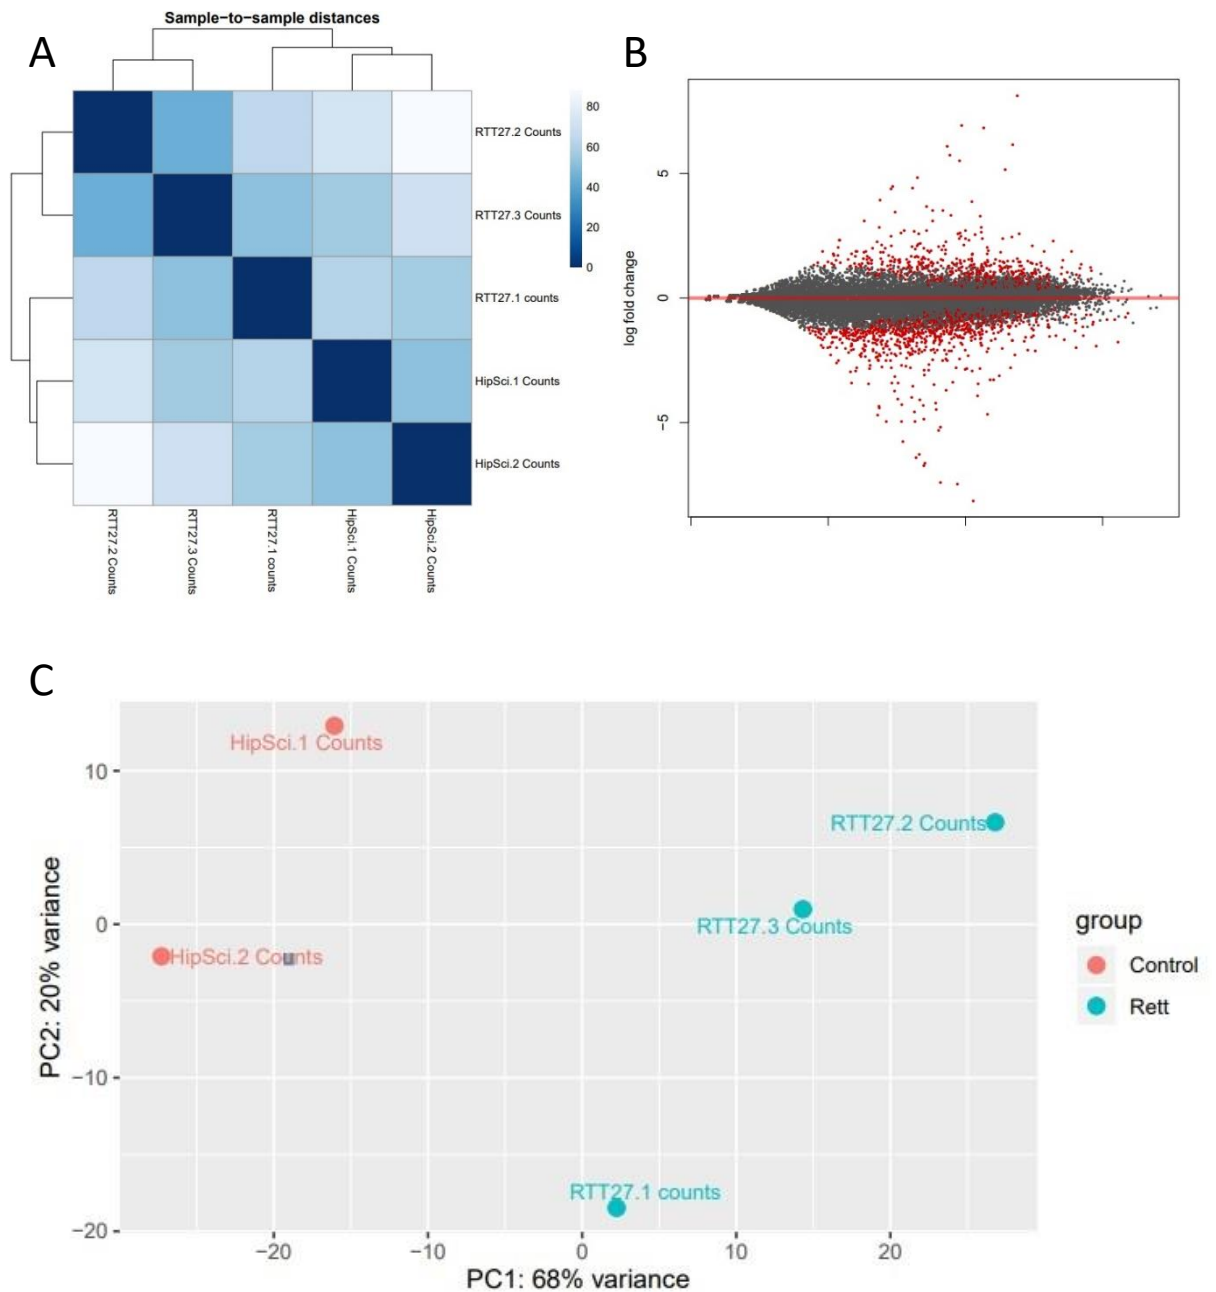 Sample-to-sample distances
A
B
80
60
40
20
0
RTT27.2 Counts
RTT27.3 Counts
RTT27.1 counts
HipSci.1 Counts
HipSci.2 Counts
RTT27.2 Counts
RTT27.3 Counts
RTT27.1 counts
HipSci.1 Counts
HipSci.2 Counts
log fold change
5
0
-5
C
HipSci.1 Counts
RTT27.2 Counts
RTT27.3 Counts
HipSci.2 Counts
RTT27.1 counts
10
0
-10
-20
-20
-10
0
10
20
PC2: 20% variance
PC1: 68% variance
group
Control
Rett